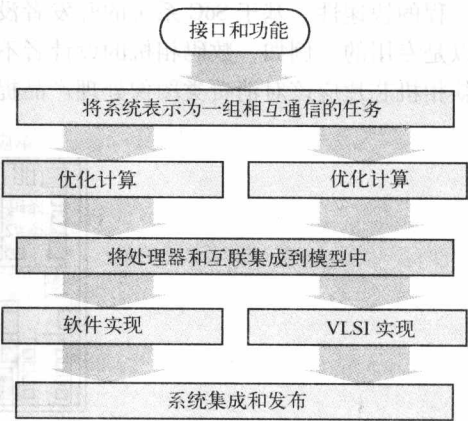 接口和功能
将系统表示为一组相互通信的任务
优化计算
优化计算
将处理器和互联集成到模型中
软件实现
VLSI 实现
系统集成和发布